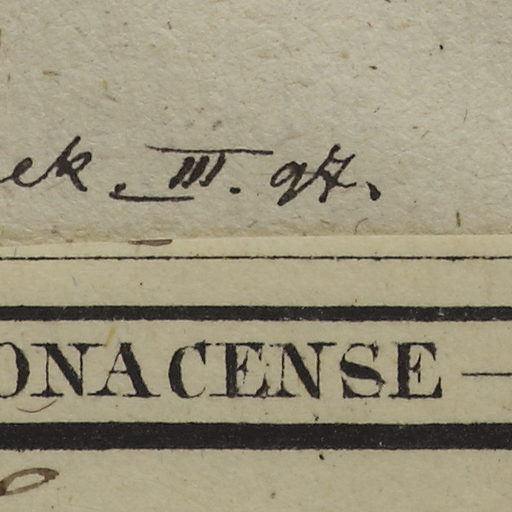 ek. III. 97.
ONACENSE —